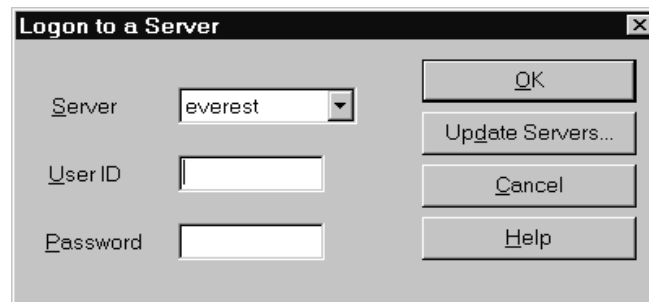 Logon to a Server
Server
everest
User ID
Password
OK
Update Servers...
Cancel
Help